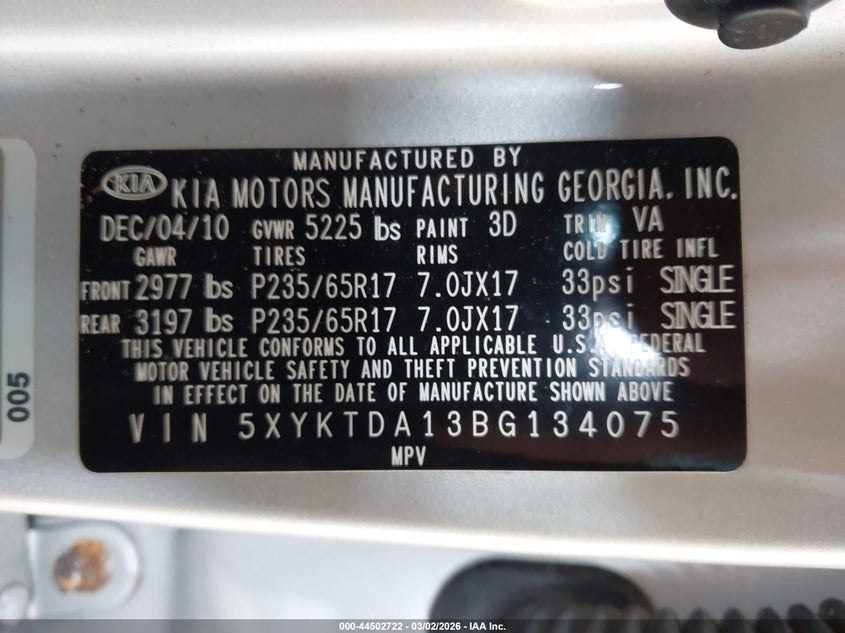 MANUFACTURED BY
KIA KIA MOTORS MANUFACTURING GEORGIA. INC.
DEC/04/10 GVWR 5225 lbs PAINT 3D TRIM VA
GAWR TIRES RIMS COLD TIRE INFL
FRONT 2977 lbs P235/65R17 7.0JX17 33psi SINGLE
REAR 3197 lbs P235/65R17 7.0JX17 33psi SINGLE
THIS VEHICLE CONFORMS TO ALL APPLICABLE U.S.A. FEDERAL
MOTOR VEHICLE SAFETY AND THEFT PREVENTION STANDARDS
IN EFFECT ON THE DATE OF MANUFACTURE SHOWN ABOVE
VIN 5XYKTDA13BG134075
MPV
005
000-44502722 - 03/02/2026 - IAA Inc.